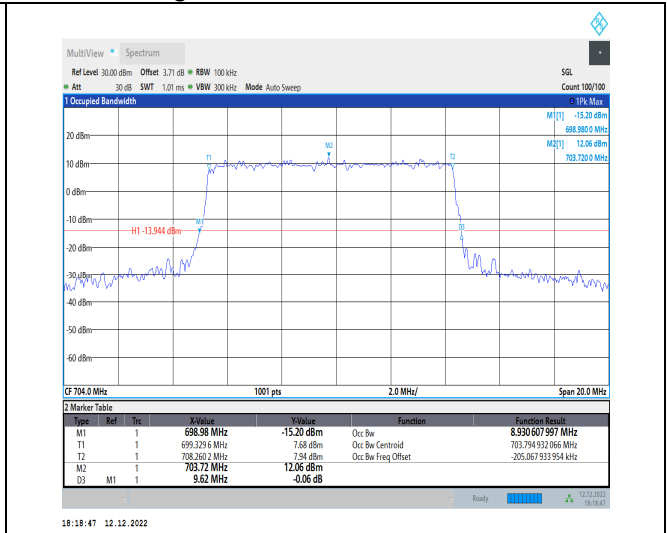 MultiView Spectrum
Ref Level 30.00 dBm Offset 3.71 dB RBW 100 kHz SGL
Att 30 dB SWT 1.01 ms VBW 300 kHz Mode Auto Sweep Count 100/100
1 Occupied Bandwidth 1Pk Max
M1[1] -15.20 dBm
698.980 0 MHz
M2[1] 12.06 dBm
703.720 0 MHz
20 dBm
M2
T1 T2
10 dBm
0 dBm
-10 dBm
M1
D3
H1 -13.944 dBm
-20 dBm
-30 dBm
-40 dBm
-50 dBm
-60 dBm
CF 704.0 MHz 1001 pts 2.0 MHz/ Span 20.0 MHz
2 Marker Table
Type Ref Trc X-Value Y-Value Function Function Result
M1 1 698.98 MHz -15.20 dBm Occ Bw 8.930 607 997 MHz
T1 1 699.329 6 MHz 7.68 dBm Occ Bw Centroid 703.794 932 066 MHz
T2 1 708.260 2 MHz 7.94 dBm Occ Bw Freq Offset -205.067 933 954 kHz
M2 1 703.72 MHz 12.06 dBm
D3 M1 1 9.62 MHz -0.06 dB
Ready 12.12.2022
18:18:47
18:18:47 12.12.2022